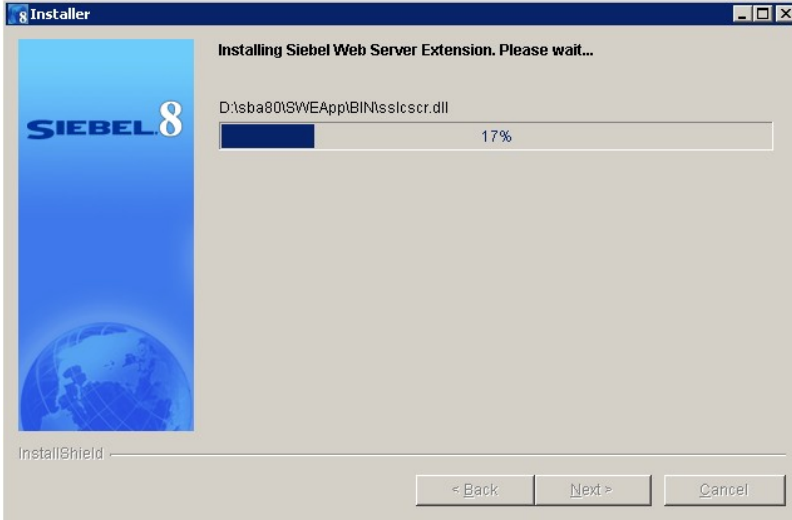 8 Installer
Installing Siebel Web Server Extension. Please wait...
D:\sba80\SWEApp\BIN\sslcscr.dll
SIEBEL.8
17%
InstallShield
< Back
Next >
Cancel